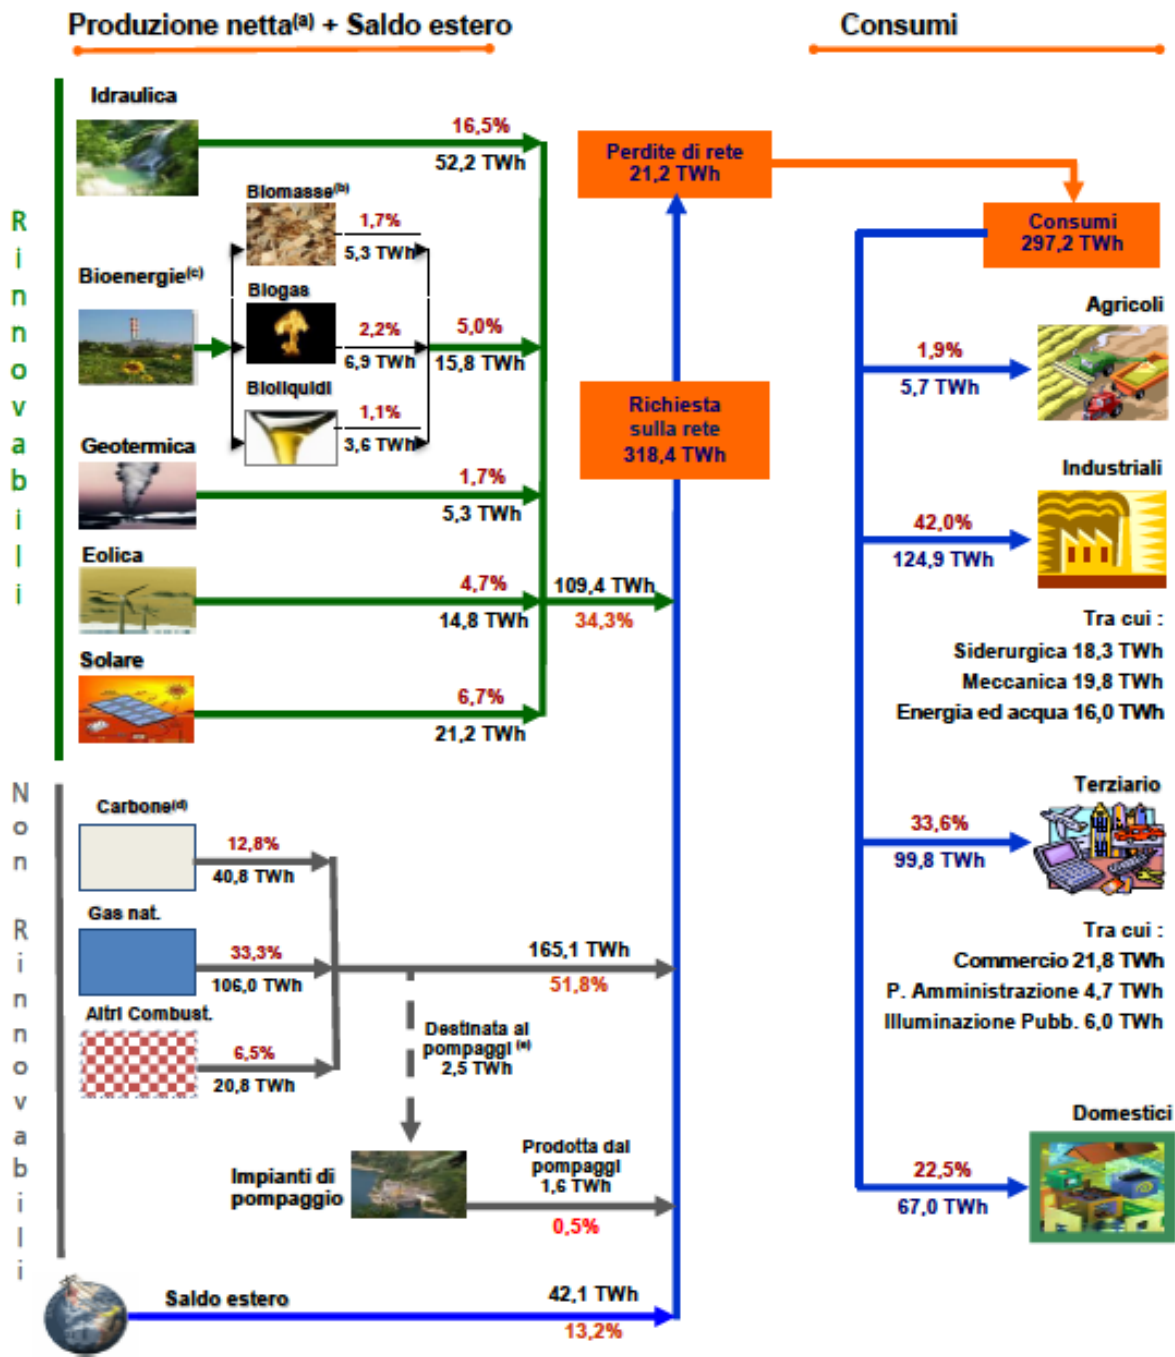 Produzione netta(a) + Saldo estero
Consumi
Rinnovabili
Idraulica
16,5%
52,2 TWh
Bioenergie(c)
Biomasse(b)
1,7%
5,3 TWh
Biogas
2,2%
6,9 TWh
Bioliquidi
1,1%
3,6 TWh
5,0%
15,8 TWh
Geotermica
1,7%
5,3 TWh
Eolica
4,7%
14,8 TWh
Solare
6,7%
21,2 TWh
109,4 TWh
34,3%
Non Rinnovabili
Carbone(d)
12,8%
40,8 TWh
Gas nat.
33,3%
106,0 TWh
Altri Combust.
6,5%
20,8 TWh
165,1 TWh
51,8%
Destinata ai
pompaggi (e)
2,5 TWh
Impianti di
pompaggio
Prodotta dai
pompaggi
1,6 TWh
0,5%
Saldo estero
42,1 TWh
13,2%
Richiesta
sulla rete
318,4 TWh
Perdite di rete
21,2 TWh
Consumi
297,2 TWh
Agricoli
1,9%
5,7 TWh
Industriali
42,0%
124,9 TWh
Tra cui :
Siderurgica 18,3 TWh
Meccanica 19,8 TWh
Energia ed acqua 16,0 TWh
Terziario
33,6%
99,8 TWh
Tra cui :
Commercio 21,8 TWh
P. Amministrazione 4,7 TWh
Illuminazione Pubb. 6,0 TWh
Domestici
22,5%
67,0 TWh